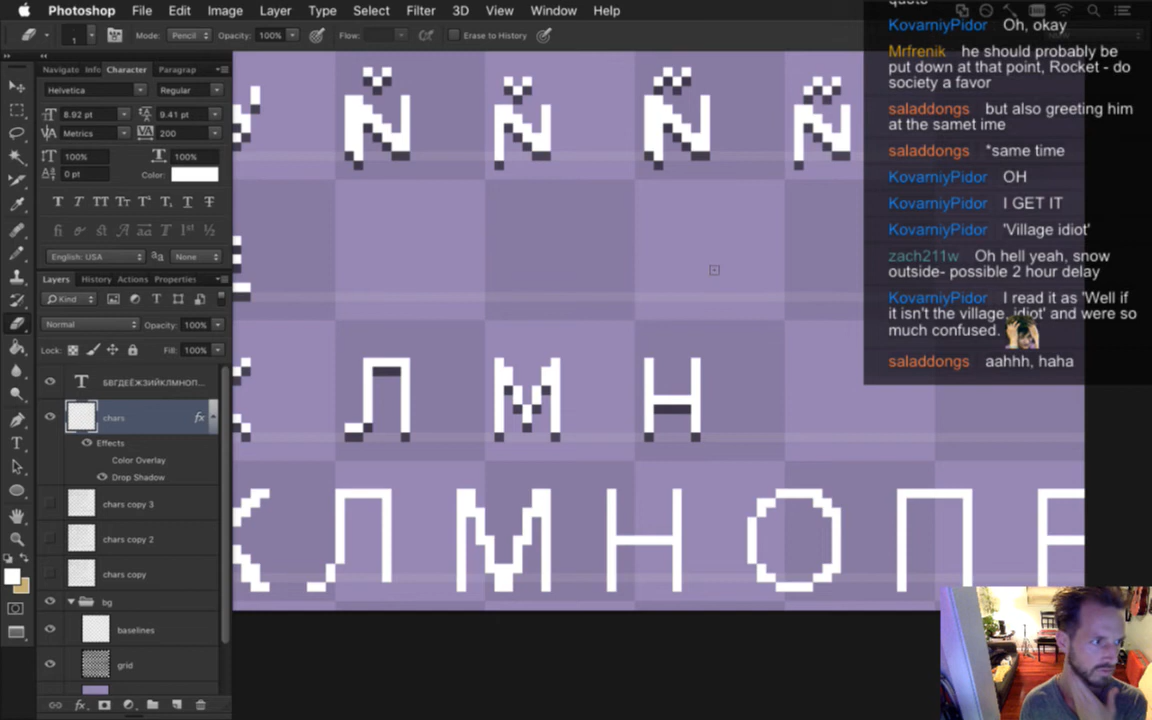 Photoshop File Edit Image Layer Type Select Filter 3D View Window Help
1 Mode: Pencil Opacity: 100% Flow: Erase to History
Navigato Info Character Paragrap
Helvetica Regular
8.92 pt 9.41 pt
Metrics 200
100% 100%
0 pt Color:
English: USA None
Layers History Actions Properties
Kind
Normal Opacity: 100%
Lock: Fill: 100%
T БВГДЕЁЖЗИЙКЛМНОП...
chars fx
Effects
Color Overlay
Drop Shadow
chars copy 3
chars copy 2
chars copy
bg
baselines
grid
Л М Н
К Л М Н О П
quote
KovarniyPidor Oh, okay
Mrfrenik he should probably be
put down at that point, Rocket - do
society a favor
saladdongs but also greeting him
at the samet ime
saladdongs *same time
KovarniyPidor OH
KovarniyPidor I GET IT
KovarniyPidor 'Village idiot'
zach211w Oh hell yeah, snow
outside- possible 2 hour delay
KovarniyPidor I read it as 'Well if
it isn't the village, idiot' and were so
much confused.
saladdongs aahhh, haha